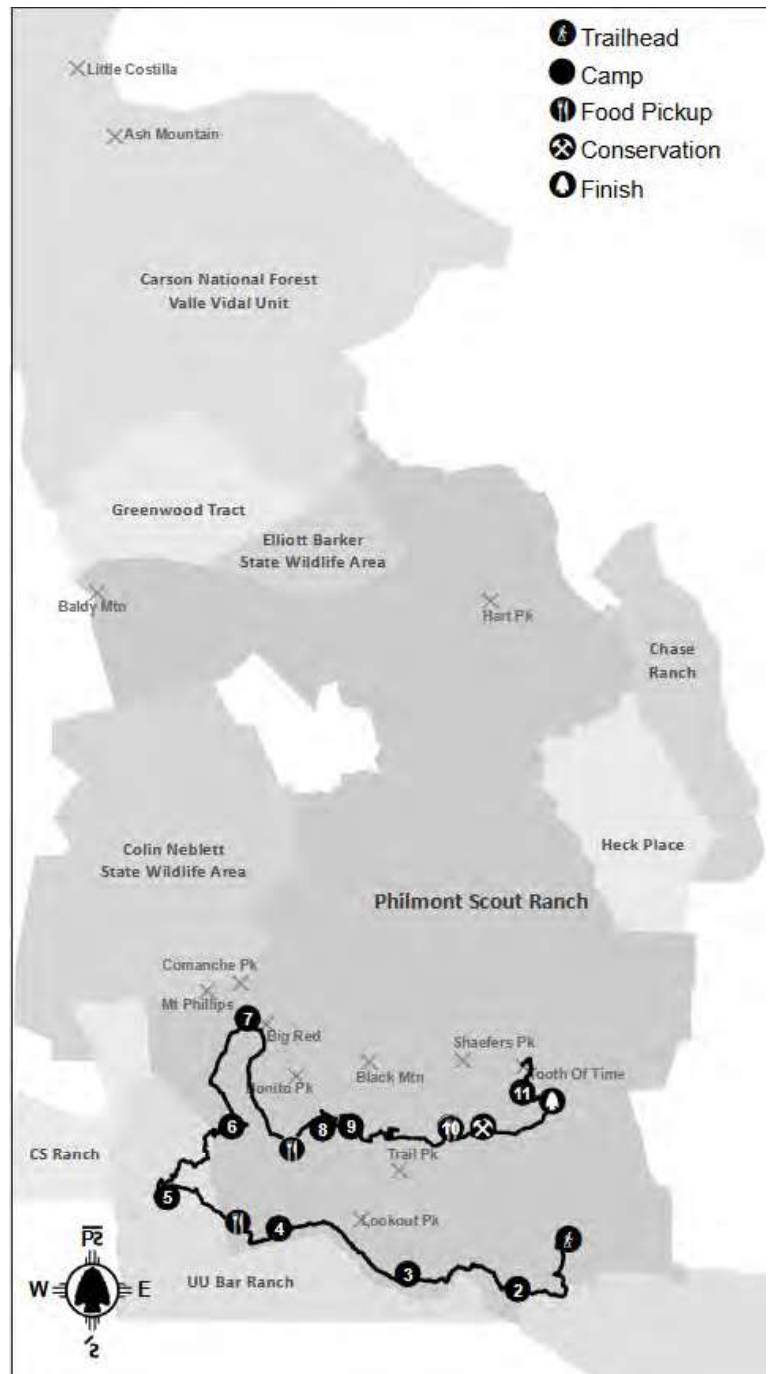 Trailhead
Camp
Food Pickup
Conservation
Finish
Little Costilla
Ash Mountain
Carson National Forest
Valle Vidal Unit
Greenwood Tract
Elliott Barker
State Wildlife Area
Baldy Mtn
Hart Pk
Chase
Ranch
Heck Place
Colin Neblett
State Wildlife Area
Philmont Scout Ranch
Comanche Pk
Mt Phillips
7
Big Red
Shaefers Pk
Black Mtn
Tooth Of Time
Bonito Pk
11
6
8
9
10
Trail Pk
CS Ranch
5
4
Lookout Pk
3
2
UU Bar Ranch
W
E